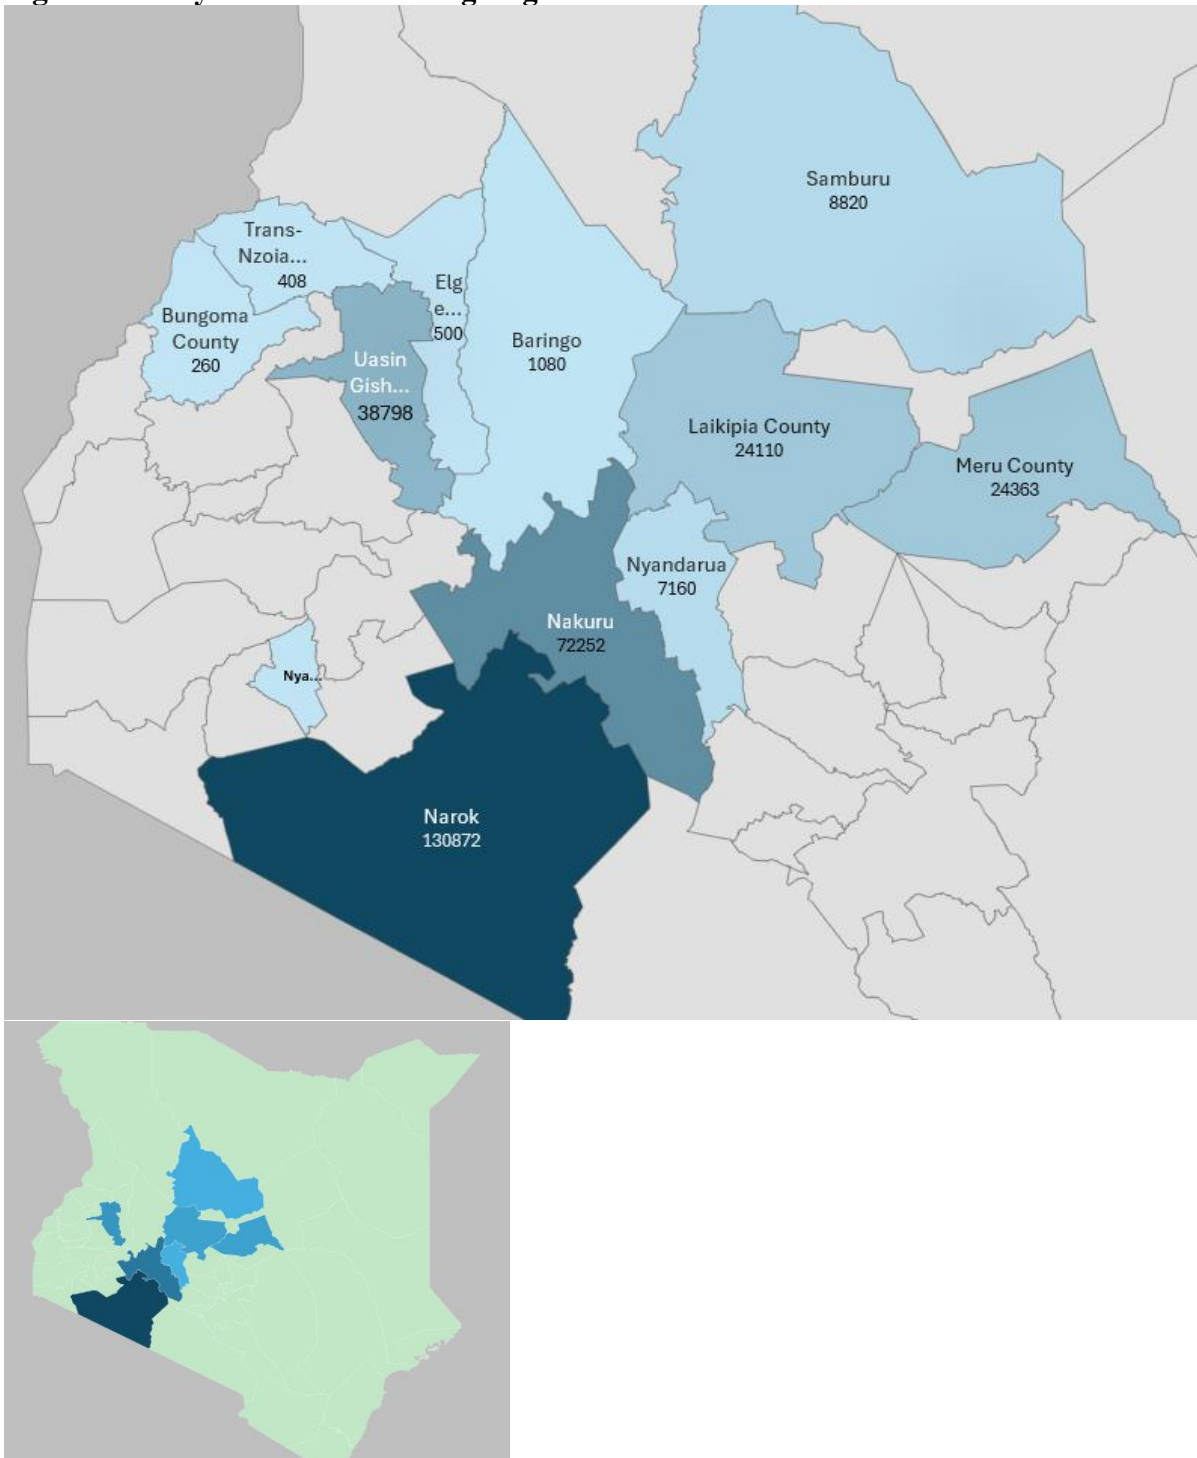 Samburu
8820
Trans-
Nzoia...
408
Elg
e...
500
Bungoma
County
260
Uasin
Gish...
38798
Baringo
1080
Laikipia County
24110
Meru County
24363
Nyandarua
7160
Nakuru
72252
Nya...
Narok
130872